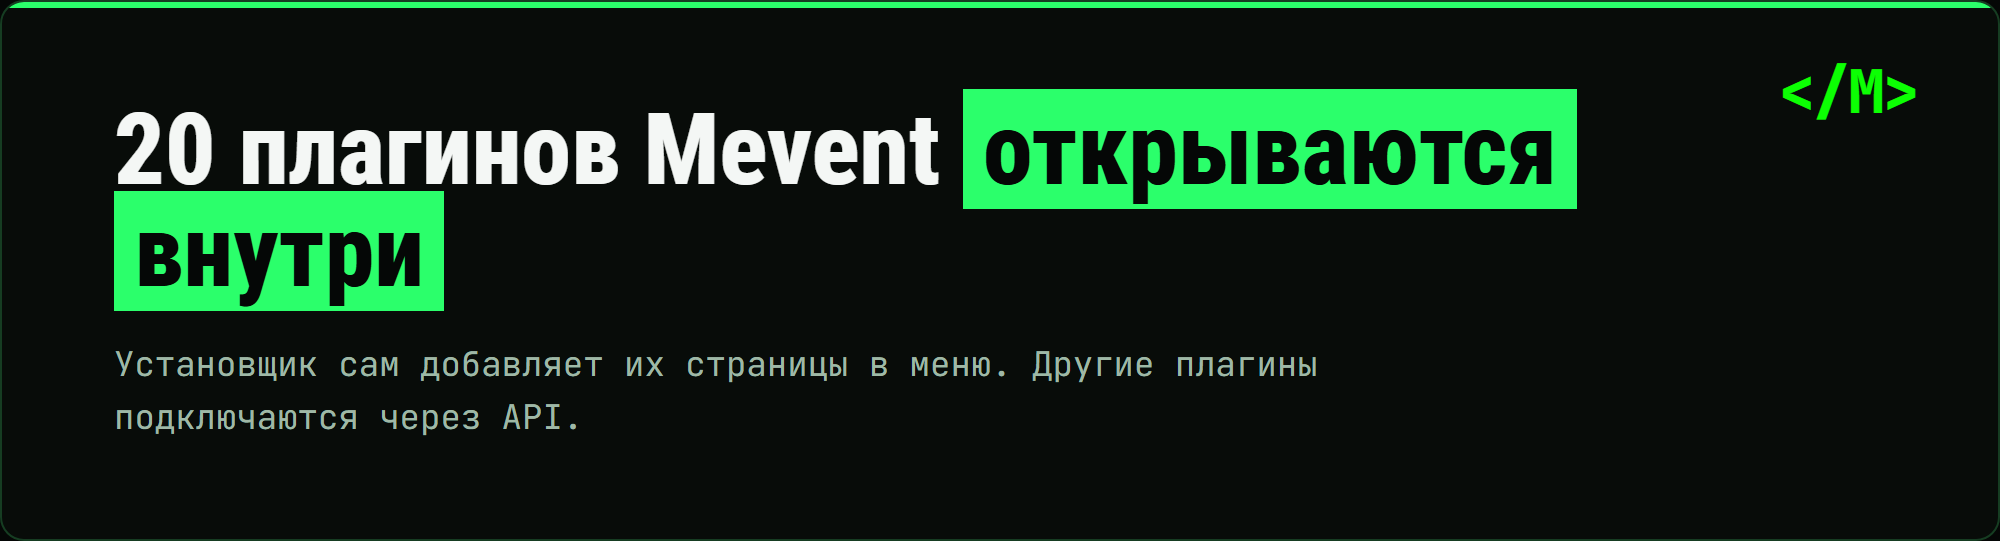 </M>
20 плагинов Mevent открываются
внутри
Установщик сам добавляет их страницы в меню. Другие плагины
подключаются через API.